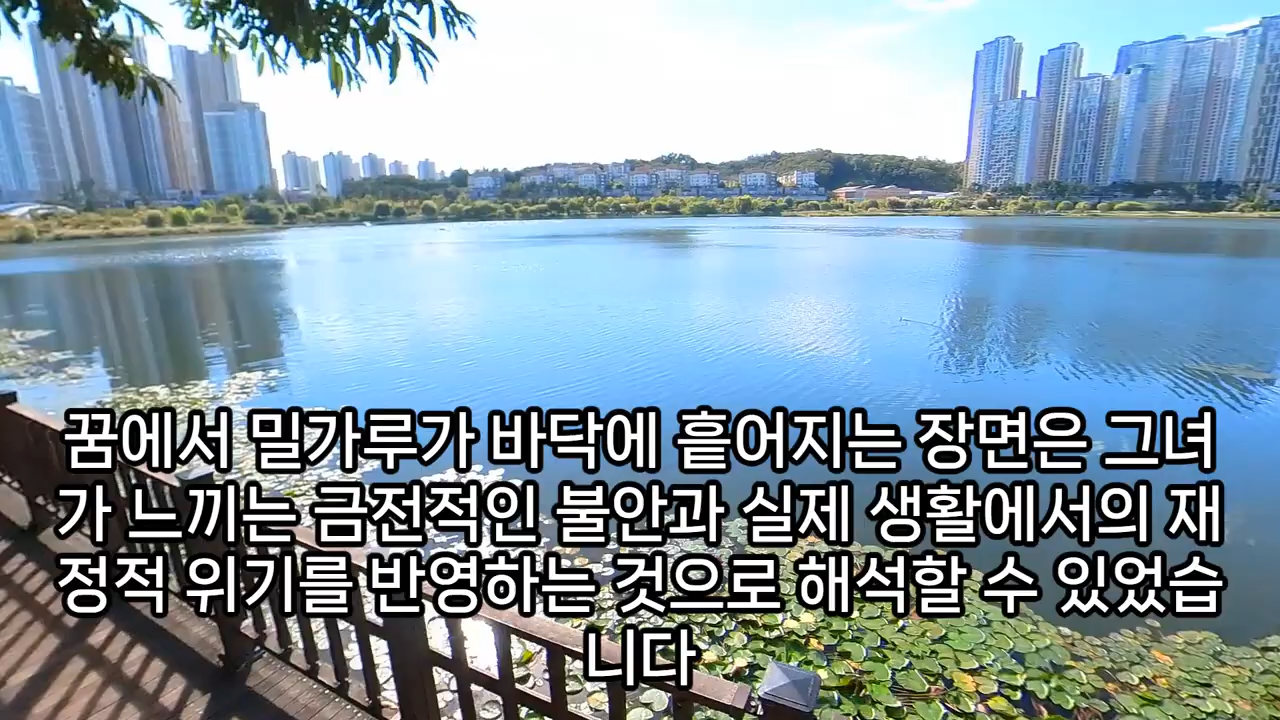 꿈에서 밀가루가 바닥에 흩어지는 장면은 그녀
가 느끼는 금전적인 불안과 실제 생활에서의 재
정적 위기를 반영하는 것으로 해석할 수 있었습
니다